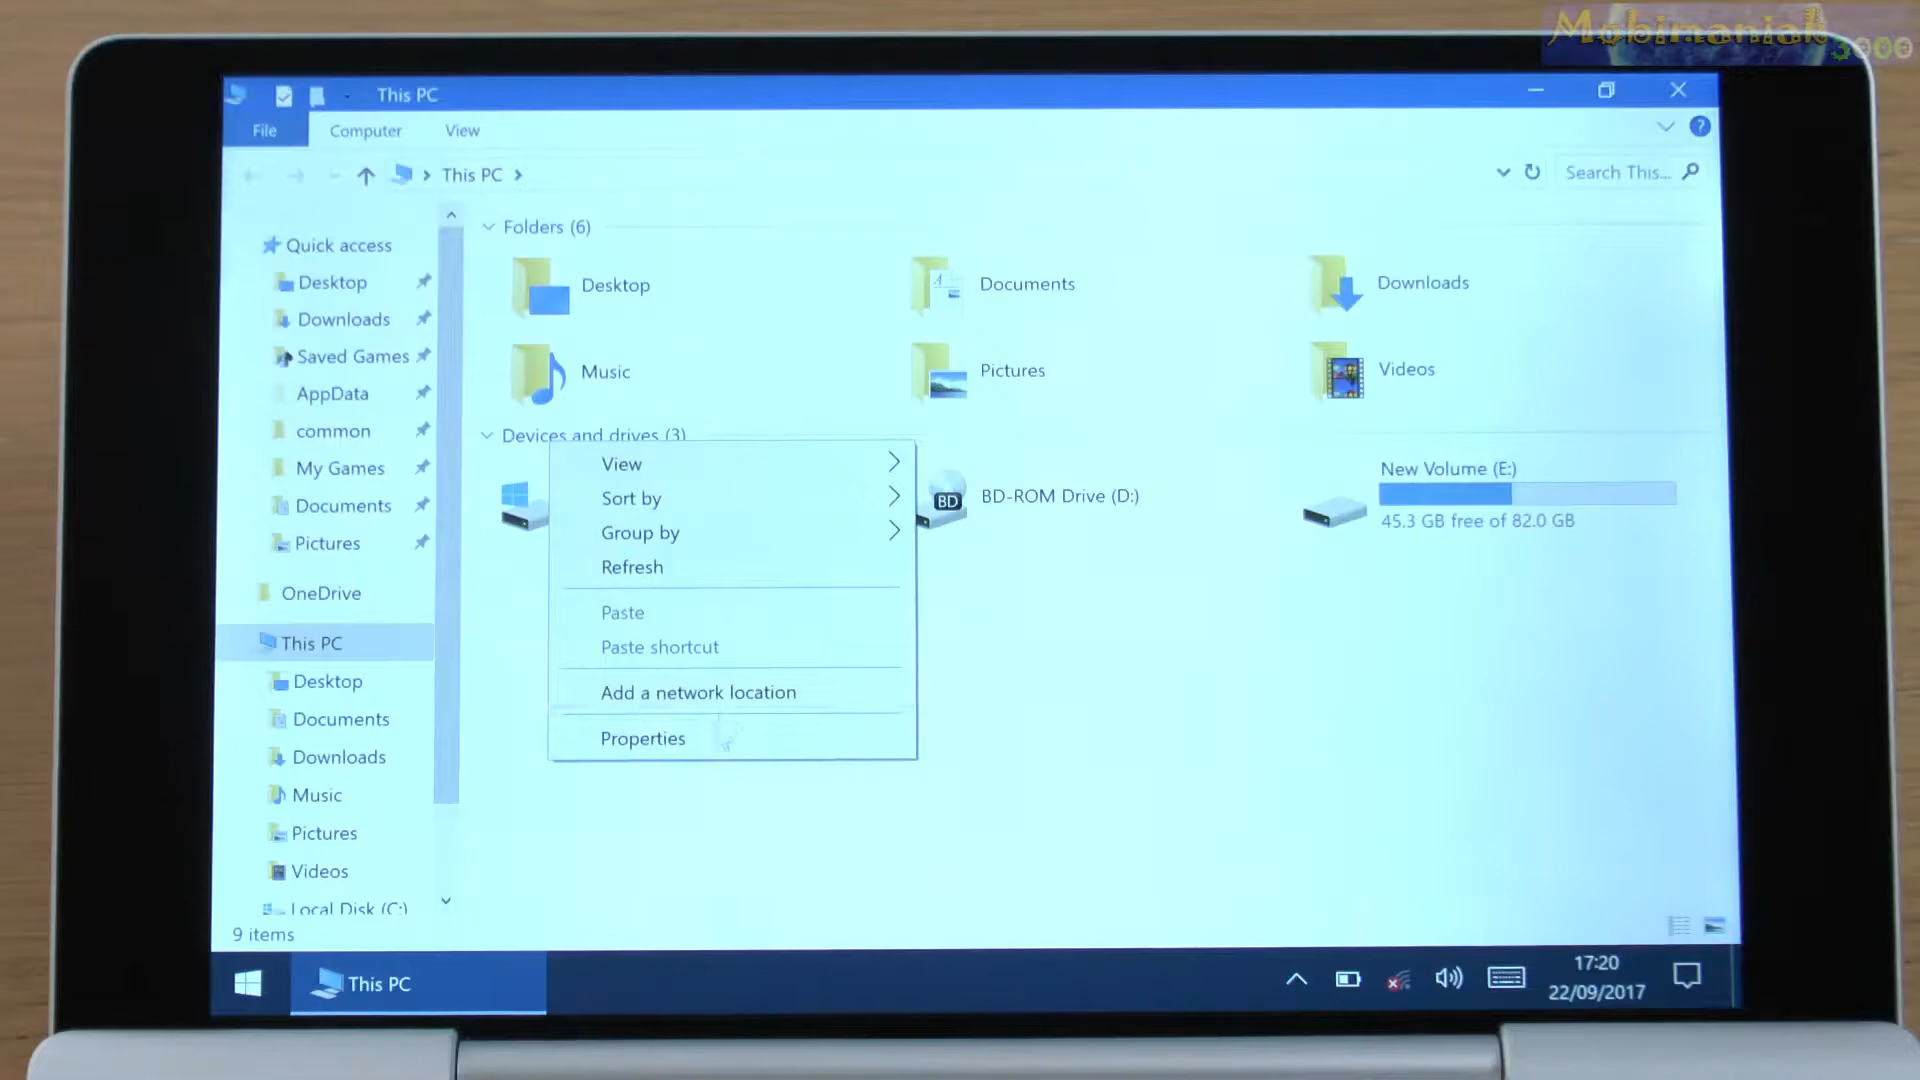 Mobimaniak
3000
This PC
File
Computer
View
This PC
Search This...
Folders (6)
Quick access
Desktop
Downloads
Saved Games
AppData
common
My Games
Documents
Pictures
OneDrive
This PC
Desktop
Documents
Downloads
Music
Pictures
Videos
Local Disk (C:)
Desktop
Documents
Downloads
Music
Pictures
Videos
Devices and drives (3)
View
Sort by
Group by
Refresh
Paste
Paste shortcut
Add a network location
Properties
BD
BD-ROM Drive (D:)
New Volume (E:)
45.3 GB free of 82.0 GB
9 items
This PC
17:20
22/09/2017